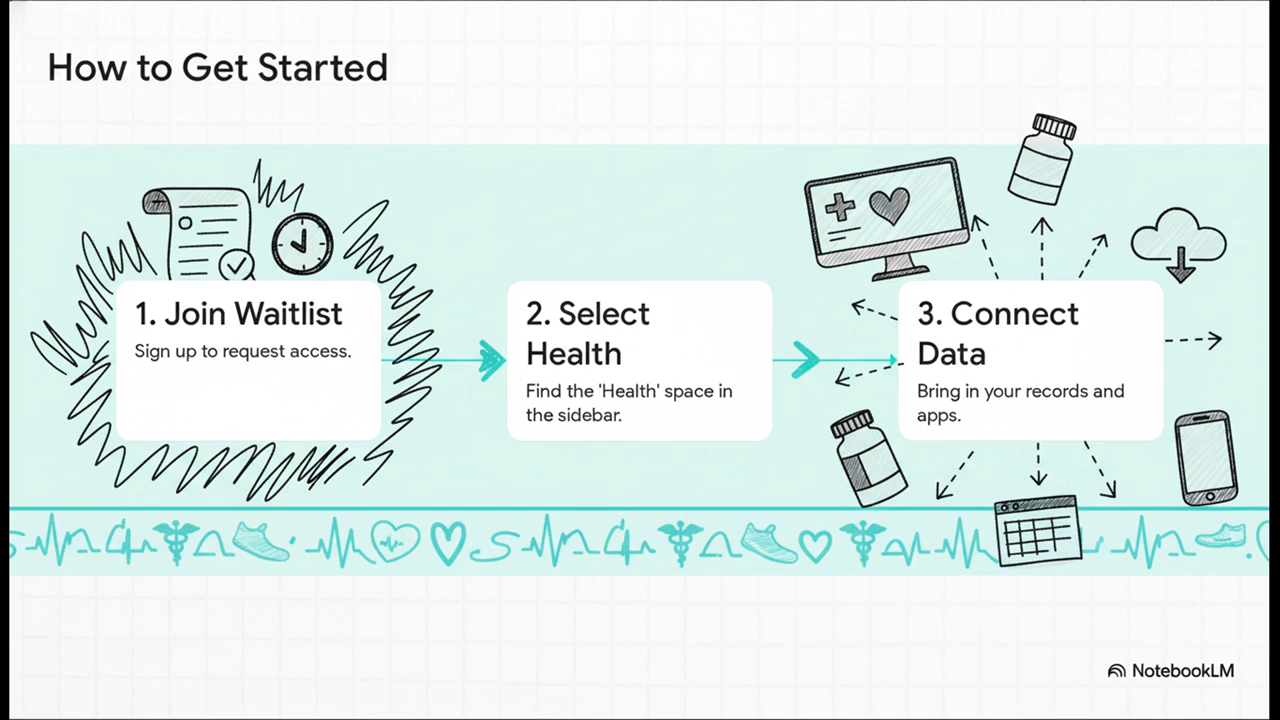 How to Get Started
1. Join Waitlist
Sign up to request access.
2. Select
Health
Find the 'Health' space in
the sidebar.
3. Connect
Data
Bring in your records and
apps.
NotebookLM